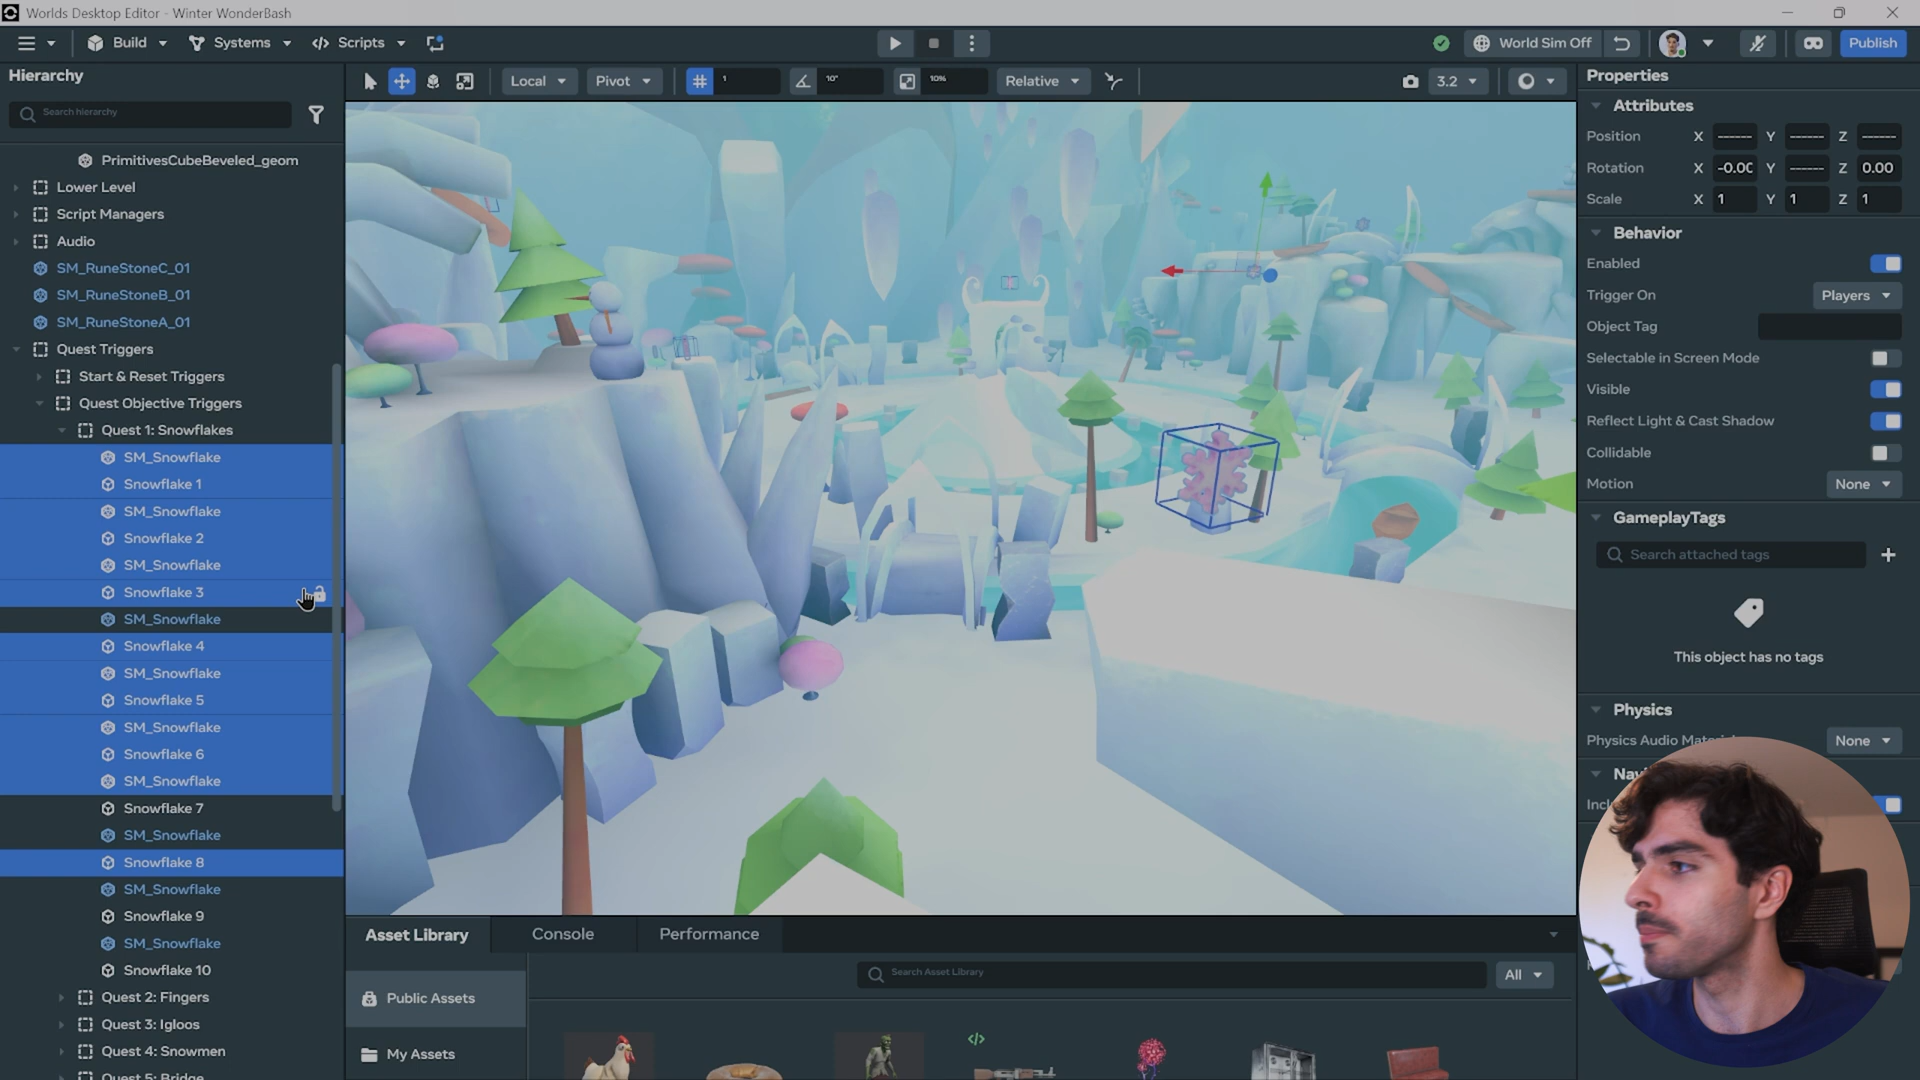 Worlds Desktop Editor - Winter WonderBash
Build
Systems
Scripts
World Sim Off
Publish
Hierarchy
Search hierarchy
Local
Pivot
1
10°
10%
Relative
3.2
PrimitivesCubeBeveled_geom
Lower Level
Script Managers
Audio
SM_RuneStoneC_01
SM_RuneStoneB_01
SM_RuneStoneA_01
Quest Triggers
Start & Reset Triggers
Quest Objective Triggers
Quest 1: Snowflakes
SM_Snowflake
Snowflake 1
SM_Snowflake
Snowflake 2
SM_Snowflake
Snowflake 3
SM_Snowflake
Snowflake 4
SM_Snowflake
Snowflake 5
SM_Snowflake
Snowflake 6
SM_Snowflake
Snowflake 7
SM_Snowflake
Snowflake 8
SM_Snowflake
Snowflake 9
SM_Snowflake
Snowflake 10
Quest 2: Fingers
Quest 3: Igloos
Quest 4: Snowmen
Quest 5: Bridge
Asset Library
Console
Performance
Search Asset Library
All
Public Assets
My Assets
Properties
Attributes
Position X ------ Y ------ Z ------
Rotation X -0.00 Y ------ Z 0.00
Scale X 1 Y 1 Z 1
Behavior
Enabled
Trigger On Players
Object Tag
Selectable in Screen Mode
Visible
Reflect Light & Cast Shadow
Collidable
Motion None
GameplayTags
Search attached tags
This object has no tags
Physics
Physics Audio Mater None